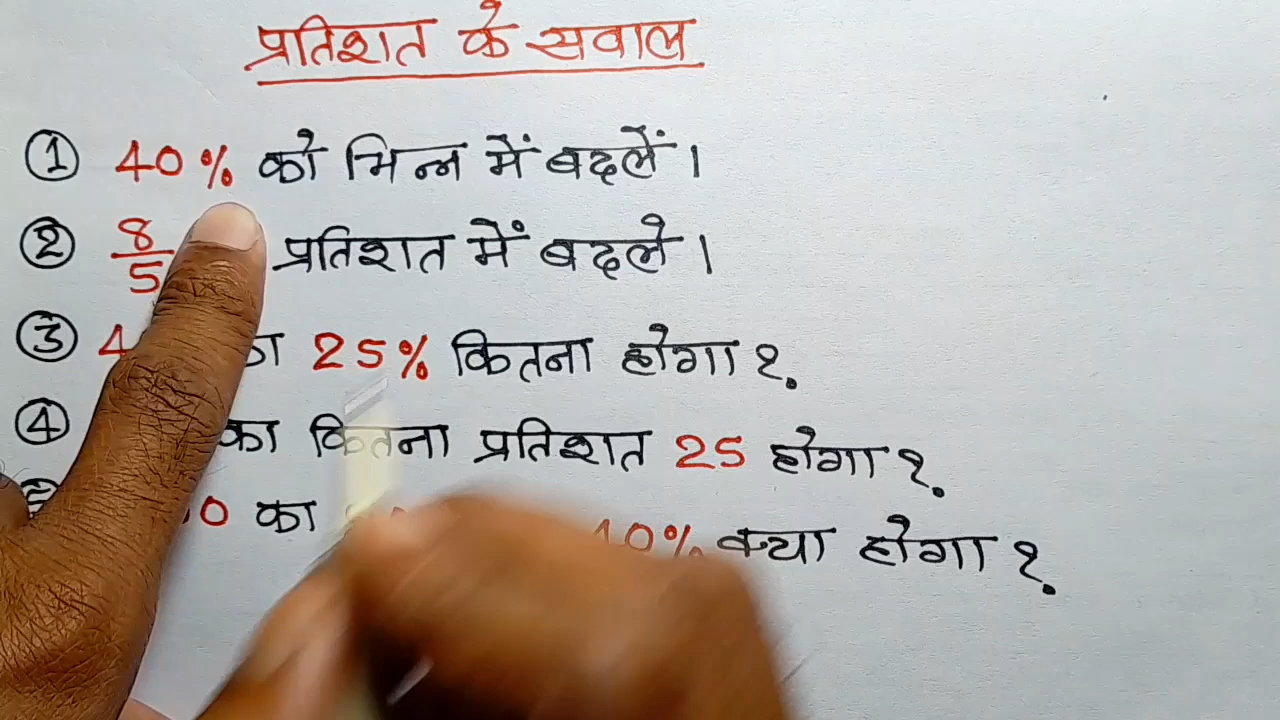 प्रतिशत के सवाल
① 40% को भिन्न में बदलें।
② 8/5 प्रतिशत में बदले।
③ 4 का 25% कितना होगा?
④ का कितना प्रतिशत 25 होगा?
0 का 40% क्या होगा?